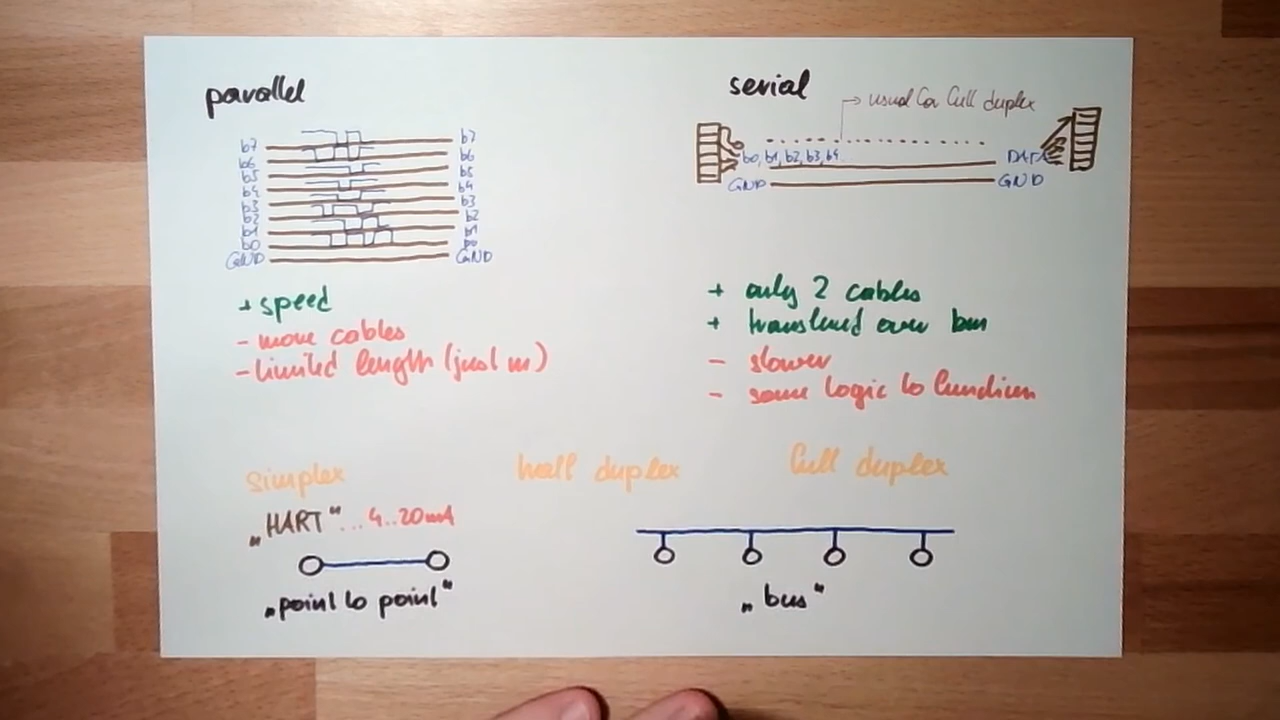 parallel
b7 b7
b6 b6
b5 b5
b4 b4
b3 b3
b2 b2
b1 b1
b0 b0
GND GND
+ speed
- more cables
- limited length (just m)
serial
usual for full duplex
b0, b1, b2, b3, b4 DATA
GND GND
+ only 2 cables
+ transfered over bus
- slower
- some logic to function
simplex half duplex full duplex
„HART“ ... 4..20mA
„point to point“
„bus“